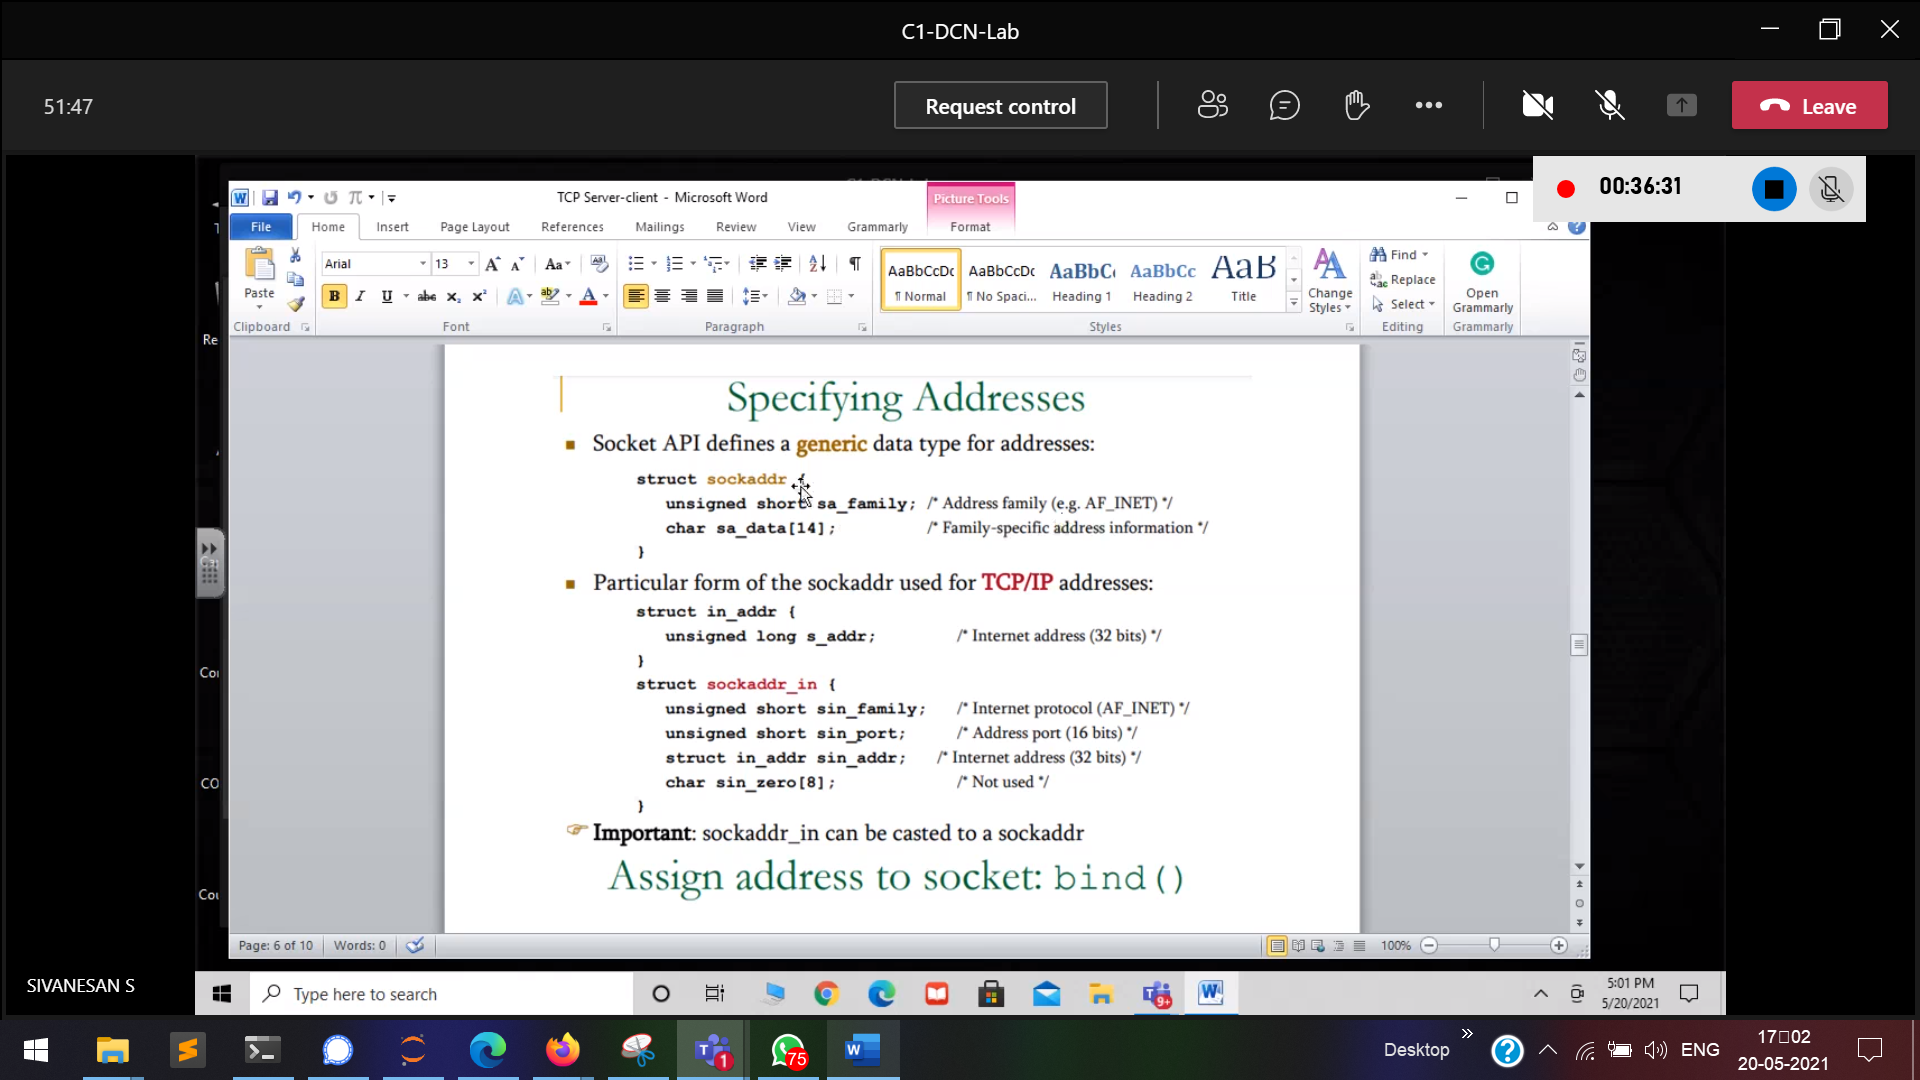 C1-DCN-Lab
51:47
Request control
Leave
00:36:31
TCP Server-client - Microsoft Word
Picture Tools
File Home Insert Page Layout References Mailings Review View Grammarly Format
Paste
Clipboard
Arial 13
Font
Paragraph
AaBbCcDc AaBbCcDc AaBbC AaBbCc AaB
¶ Normal ¶ No Spaci... Heading 1 Heading 2 Title
Change Styles
Styles
Find
Replace
Select
Editing
Open Grammarly
Grammarly
Re
Specifying Addresses
Socket API defines a generic data type for addresses:
struct sockaddr {
unsigned short sa_family; /* Address family (e.g. AF_INET) */
char sa_data[14]; /* Family-specific address information */
}
Particular form of the sockaddr used for TCP/IP addresses:
struct in_addr {
unsigned long s_addr; /* Internet address (32 bits) */
}
struct sockaddr_in {
unsigned short sin_family; /* Internet protocol (AF_INET) */
unsigned short sin_port; /* Address port (16 bits) */
struct in_addr sin_addr; /* Internet address (32 bits) */
char sin_zero[8]; /* Not used */
}
Important: sockaddr_in can be casted to a sockaddr
Assign address to socket: bind()
CO
Page: 6 of 10 Words: 0 100%
SIVANESAN S
Type here to search
9+
5:01 PM
5/20/2021
1
75
Desktop
ENG
17:02
20-05-2021